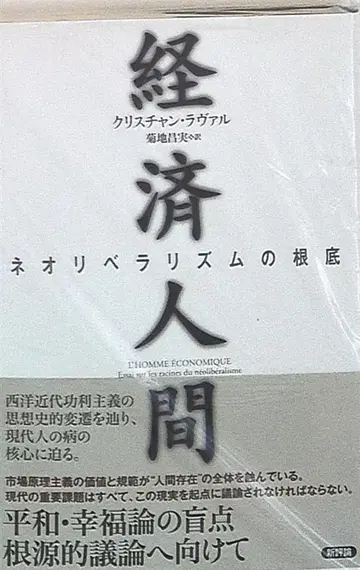 経済人間
クリスチャン・ラヴァル
菊地昌実◆訳
ネオリベラリズムの根底
L'HOMME ÉCONOMIQUE
Essai sur les racines du néolibéralisme
西洋近代功利主義の
思想史的変遷を辿り、
現代人の病の
核心に迫る。
市場原理主義の価値と規範が"人間存在"の全体を蝕んでいる。
現代の重要課題はすべて、この現実を起点に議論されなければならない。
平和・幸福論の盲点
根源的議論へ向けて
新評論